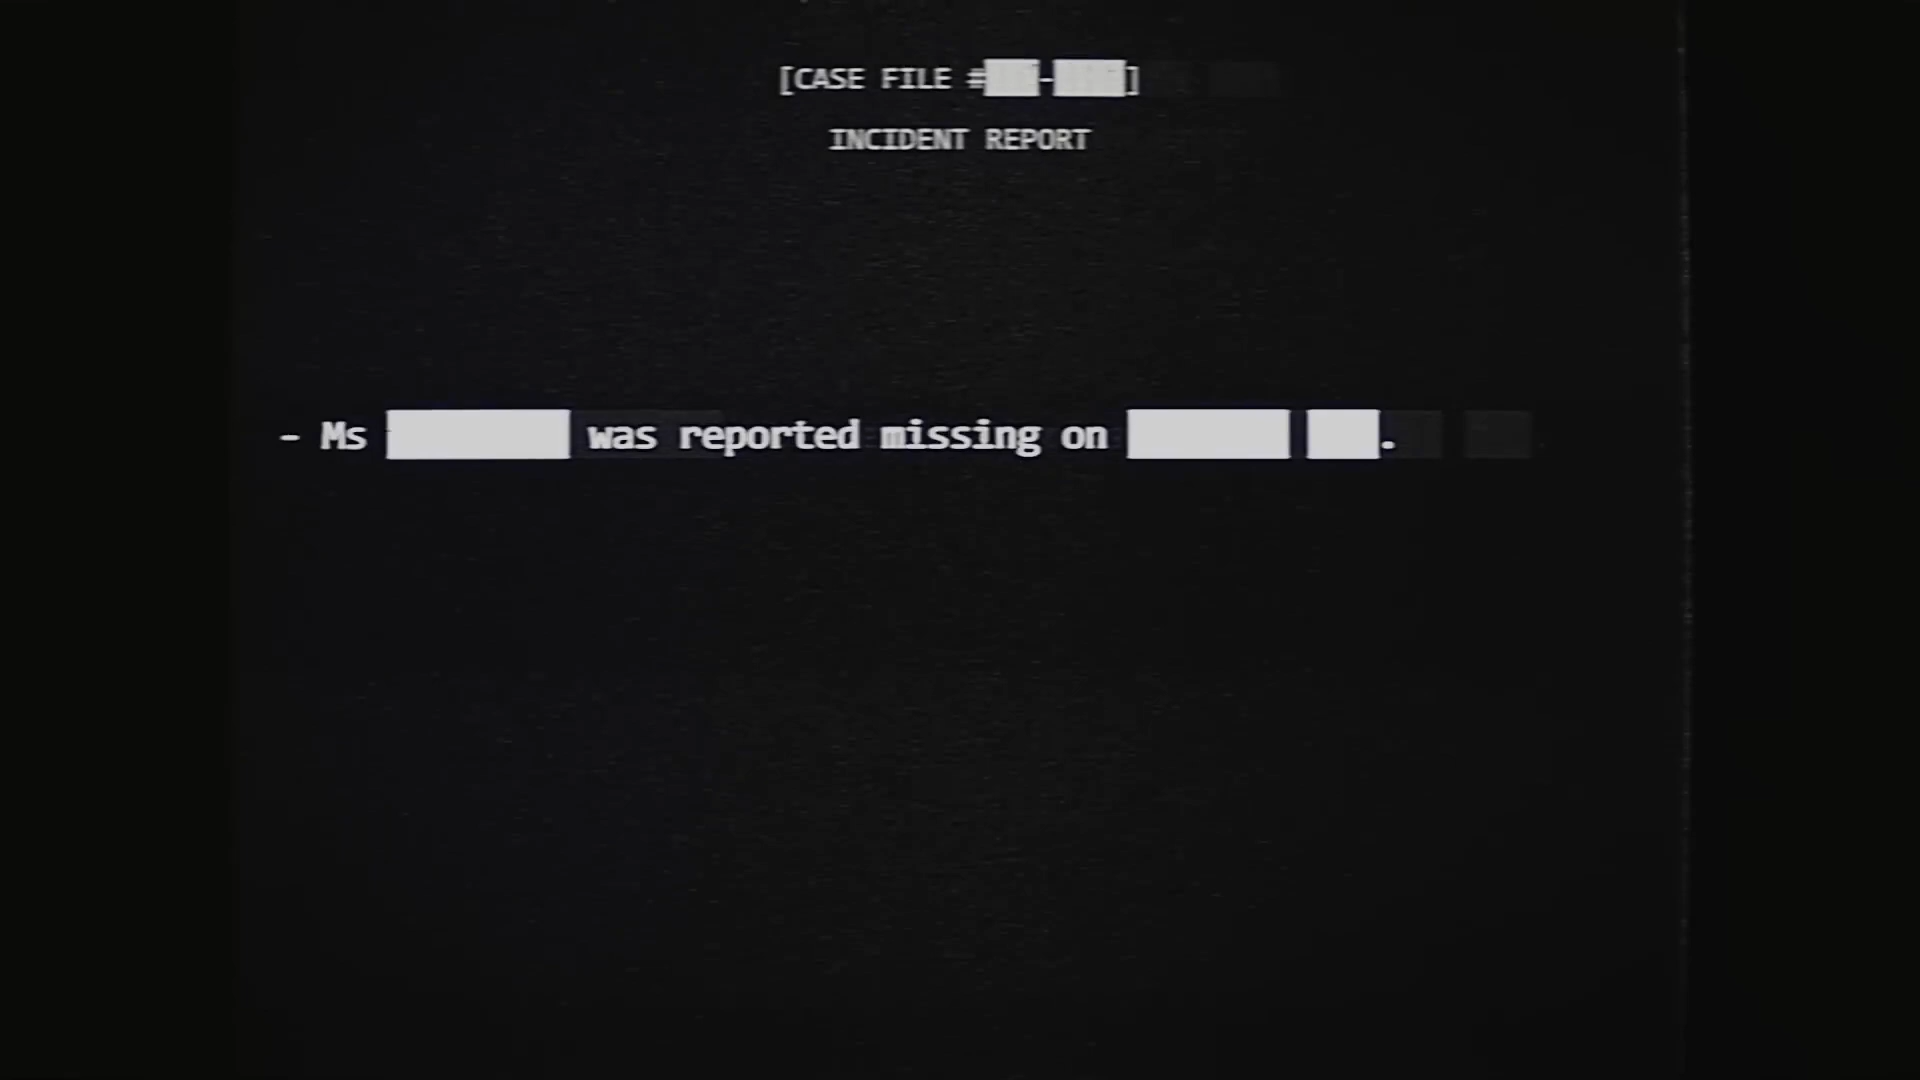 [CASE FILE #██-████]
INCIDENT REPORT
- Ms ████████ was reported missing on ███████ ███.